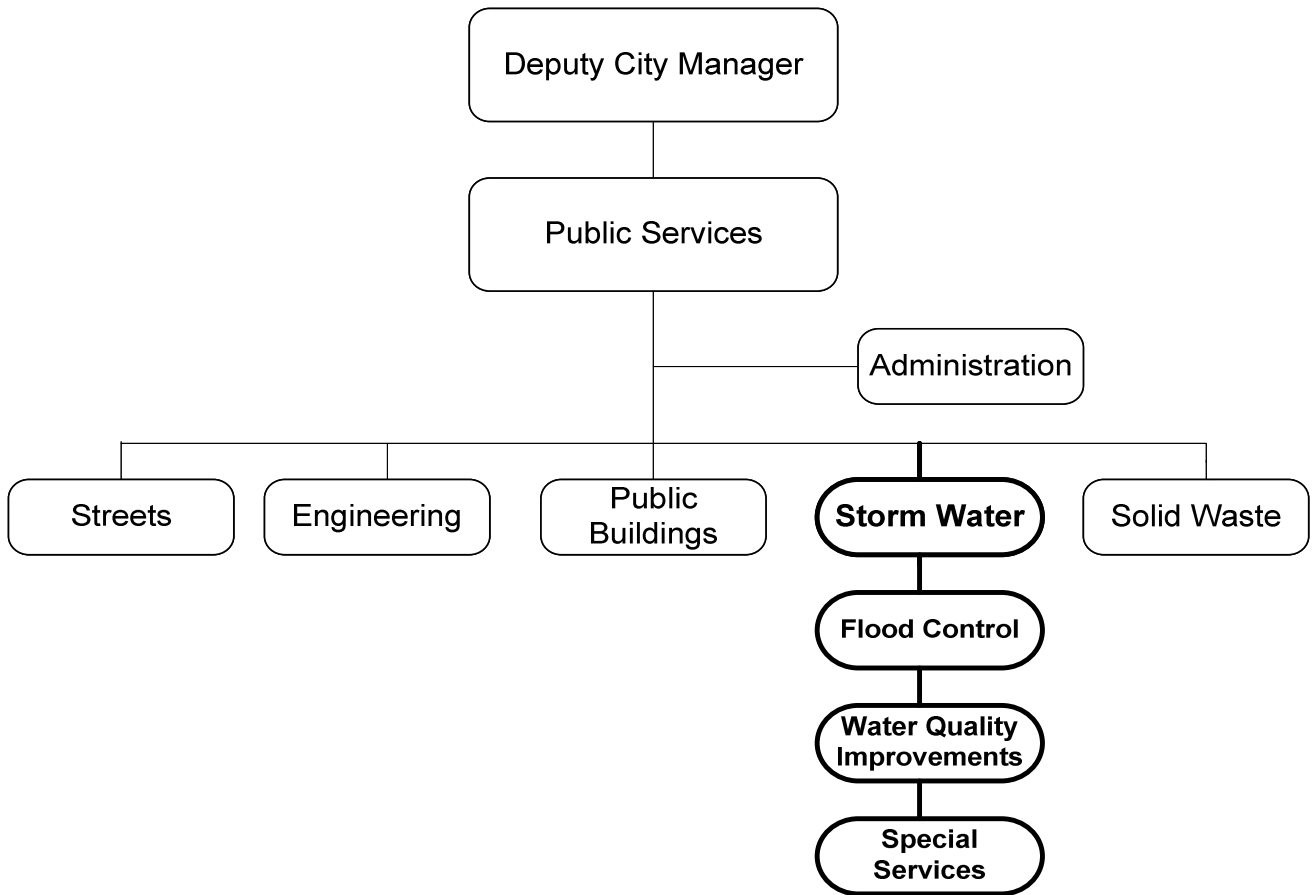 Deputy City Manager
Public Services
Administration
Streets
Engineering
Public
Buildings
Storm Water
Solid Waste
Flood Control
Water Quality
Improvements
Special
Services